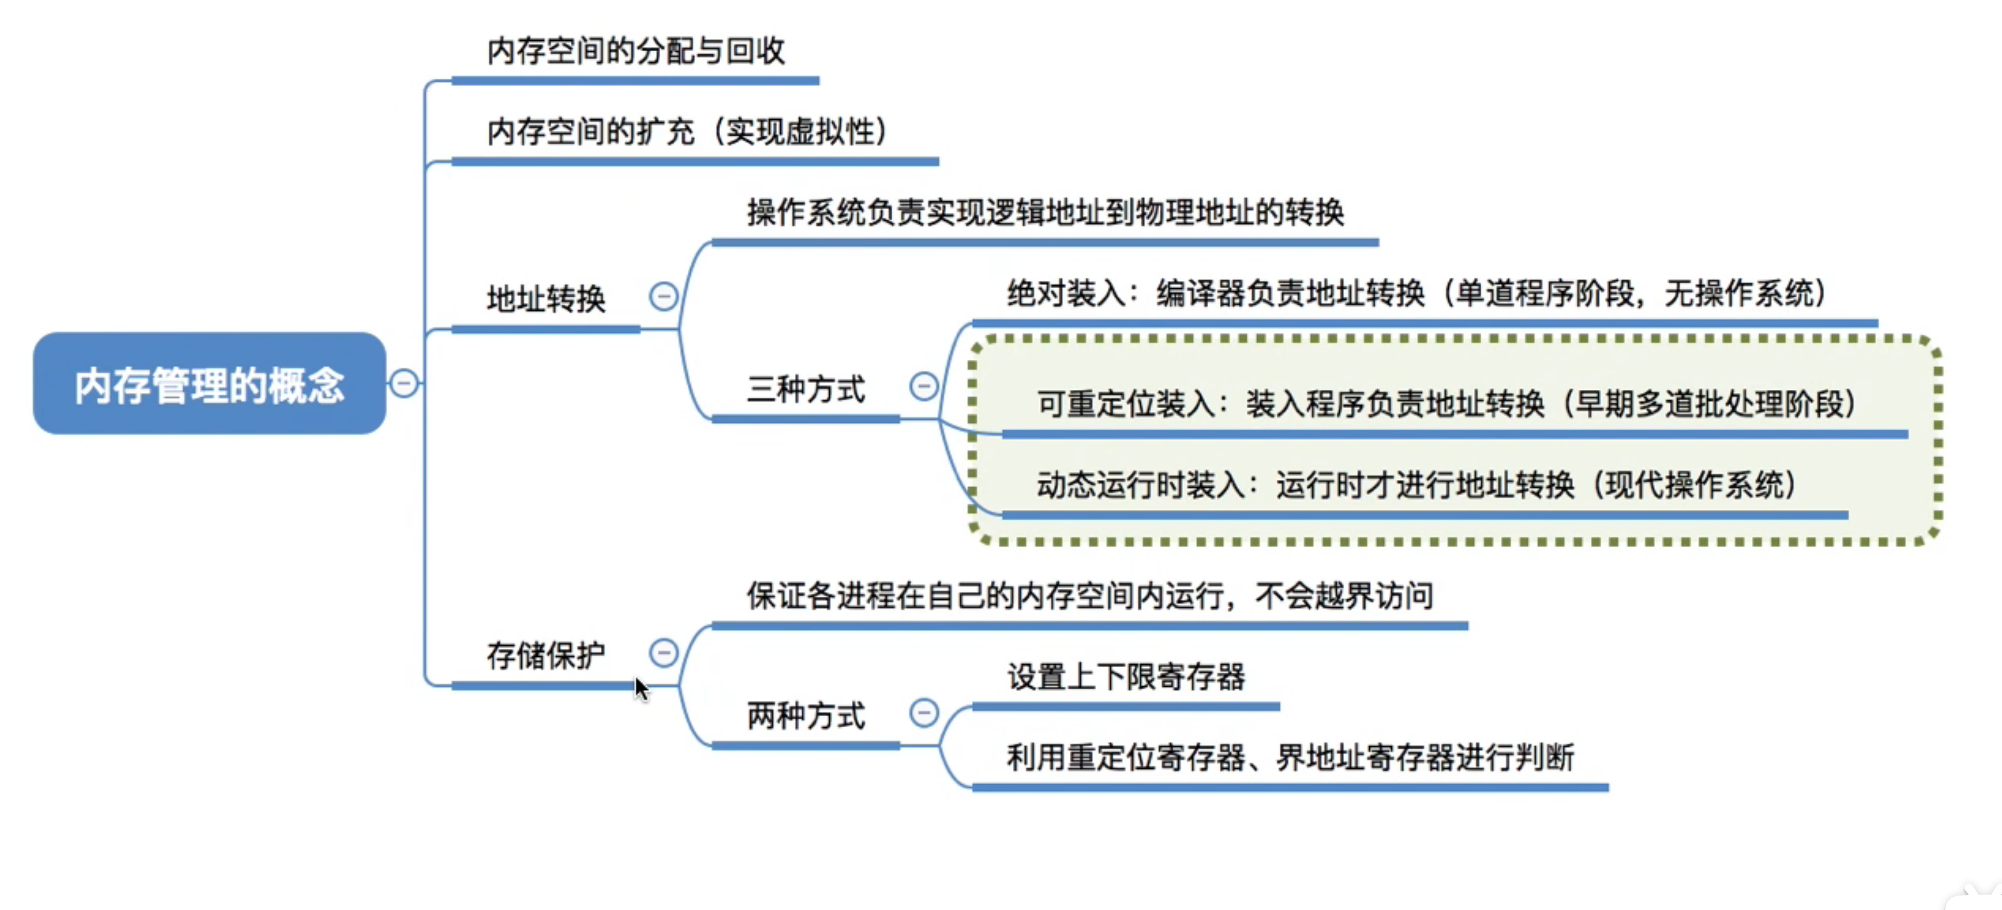 内存空间的分配与回收
内存空间的扩充（实现虚拟性）
操作系统负责实现逻辑地址到物理地址的转换
地址转换
绝对装入：编译器负责地址转换（单道程序阶段，无操作系统）
内存管理的概念
三种方式
可重定位装入：装入程序负责地址转换（早期多道批处理阶段）
动态运行时装入：运行时才进行地址转换（现代操作系统）
保证各进程在自己的内存空间内运行，不会越界访问
存储保护
设置上下限寄存器
两种方式
利用重定位寄存器、界地址寄存器进行判断